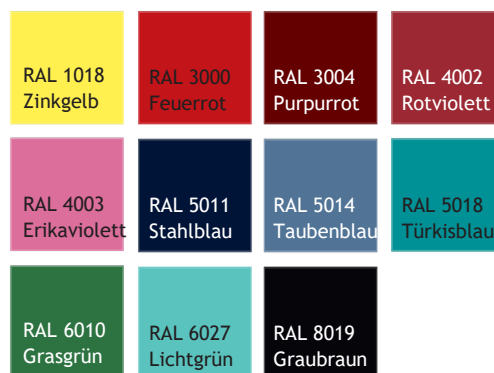 RAL 1018
Zinkgelb
RAL 3000
Feuerrot
RAL 3004
Purpurrot
RAL 4002
Rotviolett
RAL 4003
Erikaviolett
RAL 5011
Stahlblau
RAL 5014
Taubenblau
RAL 5018
Türkisblau
RAL 6010
Grasgrün
RAL 6027
Lichtgrün
RAL 8019
Graubraun